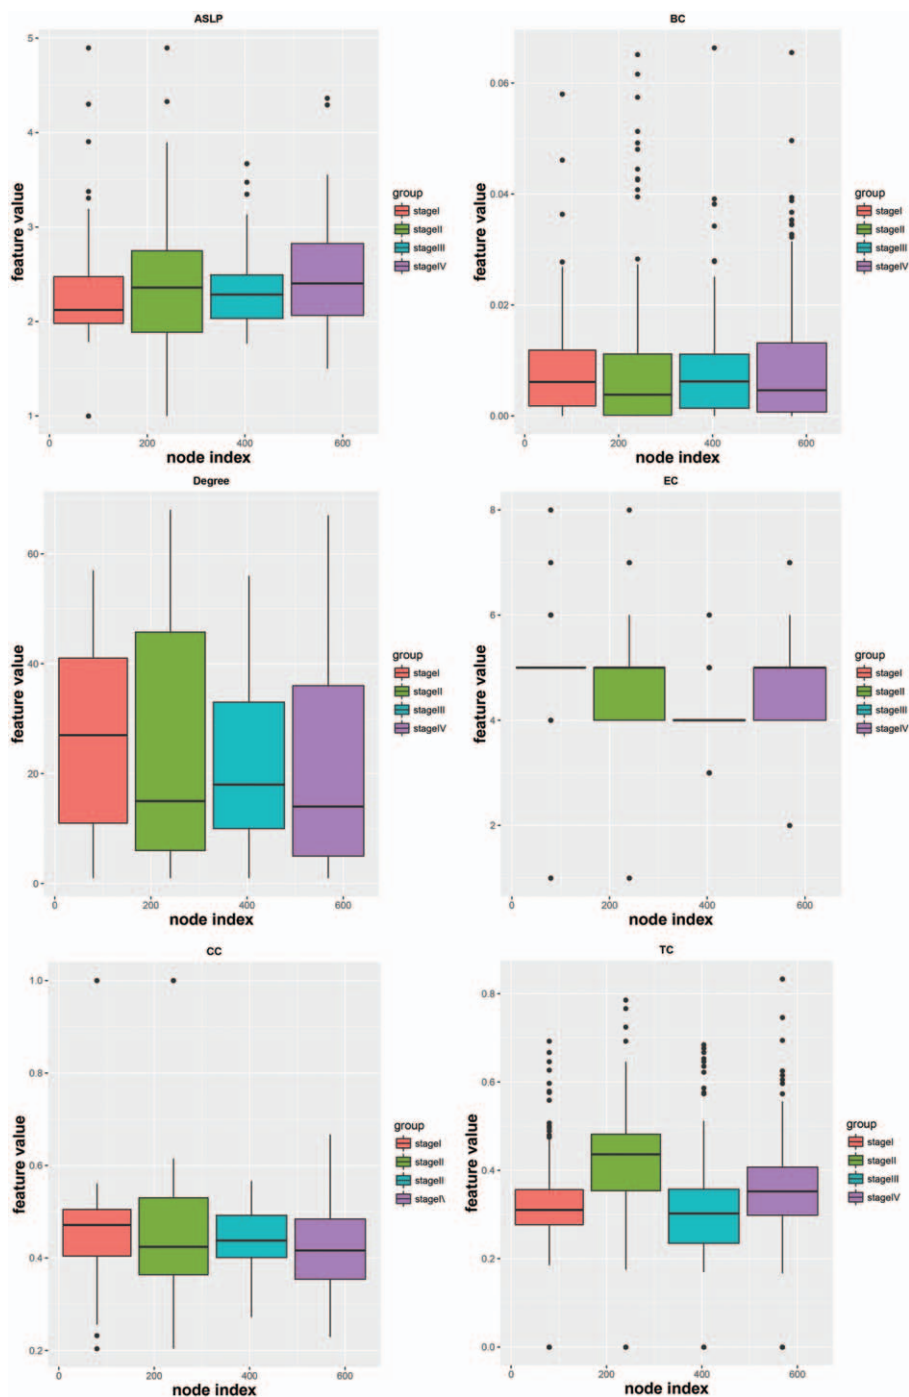 ASLP
feature value
5
4
3
2
1
0
200
400
600
node index
group
stageI
stageII
stageIII
stageIV
BC
feature value
0.06
0.04
0.02
0.00
0
200
400
600
node index
group
stageI
stageII
stageIII
stageIV
Degree
feature value
60
40
20
0
0
200
400
600
node index
group
stageI
stageII
stageIII
stageIV
EC
feature value
8
6
4
2
0
200
400
600
node index
group
stageI
stageII
stageIII
stageIV
CC
feature value
1.0
0.8
0.6
0.4
0.2
0
200
400
600
node index
group
stageI
stageII
stageII
stageI\
TC
feature value
0.8
0.6
0.4
0.2
0.0
0
200
400
600
node index
group
stageI
stageII
stageIII
stageIV